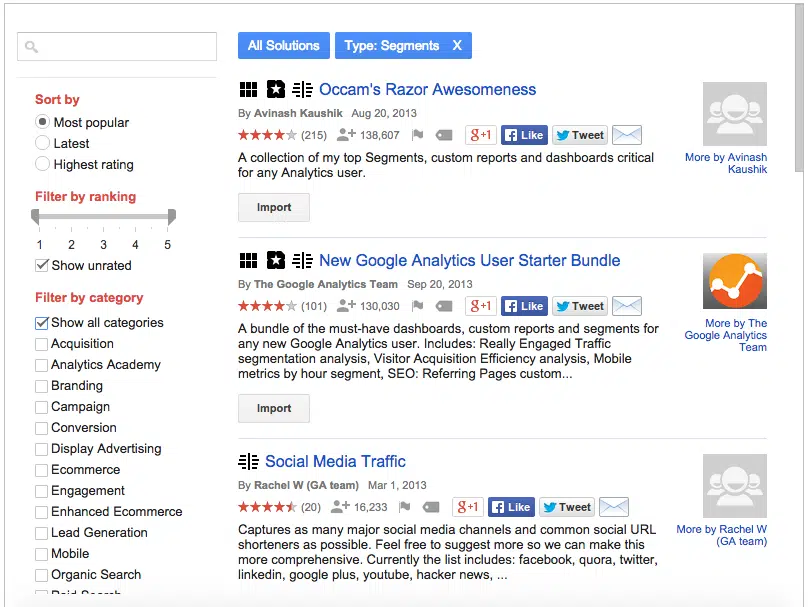 All Solutions
Type: Segments X
Sort by
Most popular
Latest
Highest rating
Filter by ranking
1 2 3 4 5
Show unrated
Filter by category
Show all categories
Acquisition
Analytics Academy
Branding
Campaign
Conversion
Display Advertising
Ecommerce
Engagement
Enhanced Ecommerce
Lead Generation
Mobile
Organic Search
Occam's Razor Awesomeness
By Avinash Kaushik Aug 20, 2013
(215) 138,607 g+1 Like Tweet
A collection of my top Segments, custom reports and dashboards critical
for any Analytics user.
Import
More by Avinash
Kaushik
New Google Analytics User Starter Bundle
By The Google Analytics Team Sep 20, 2013
(101) 130,030 g+1 Like Tweet
A bundle of the must-have dashboards, custom reports and segments for
any new Google Analytics user. Includes: Really Engaged Traffic
segmentation analysis, Visitor Acquisition Efficiency analysis, Mobile
metrics by hour segment, SEO: Referring Pages custom...
Import
More by The
Google Analytics
Team
Social Media Traffic
By Rachel W (GA team) Mar 1, 2013
(20) 16,233 g+1 Like Tweet
Captures as many major social media channels and common social URL
shorteners as possible. Feel free to suggest more so we can make this
more comprehensive. Currently the list includes: facebook, quora, twitter,
linkedin, google plus, youtube, hacker news, ...
More by Rachel W
(GA team)